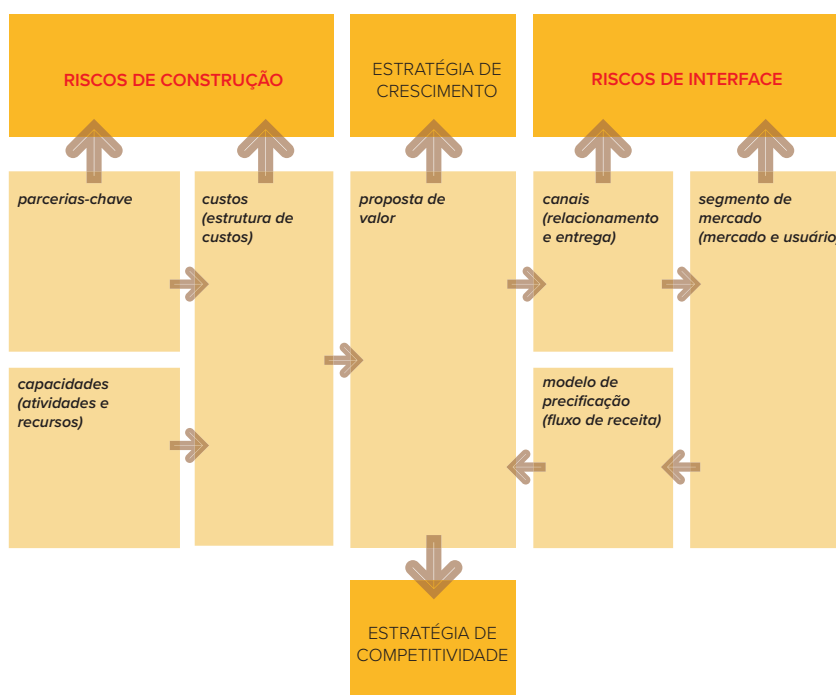 RISCOS DE CONSTRUÇÃO
ESTRATÉGIA DE
CRESCIMENTO
RISCOS DE INTERFACE
parcerias-chave
custos
(estrutura de
custos)
proposta de
valor
canais
(relacionamento
e entrega)
segmento de
mercado
(mercado e usuário)
capacidades
(atividades e
recursos)
modelo de
precificação
(fluxo de receita)
ESTRATÉGIA DE
COMPETITIVIDADE